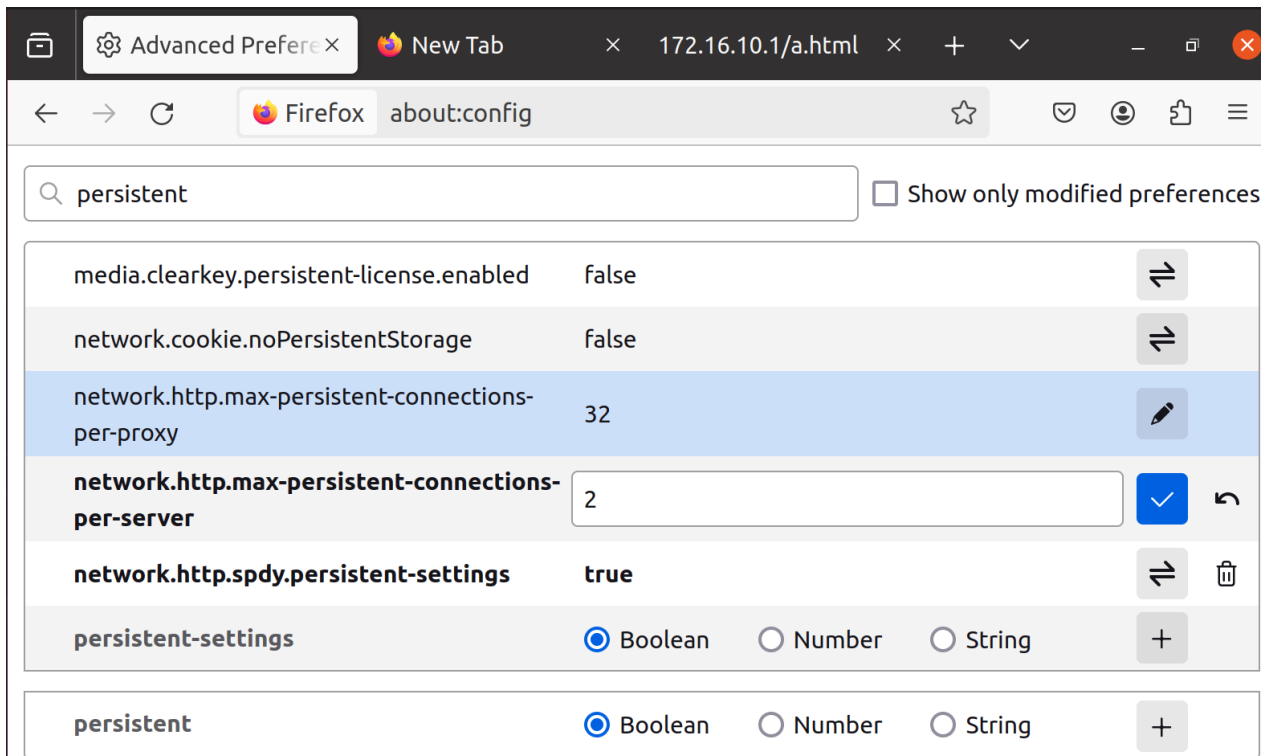 Advanced Prefere
New Tab
172.16.10.1/a.html
Firefox about:config
persistent
Show only modified preferences
media.clearkey.persistent-license.enabled false
network.cookie.noPersistentStorage false
network.http.max-persistent-connections-
per-proxy
32
network.http.max-persistent-connections-
per-server
2
network.http.spdy.persistent-settings true
persistent-settings Boolean Number String
persistent Boolean Number String